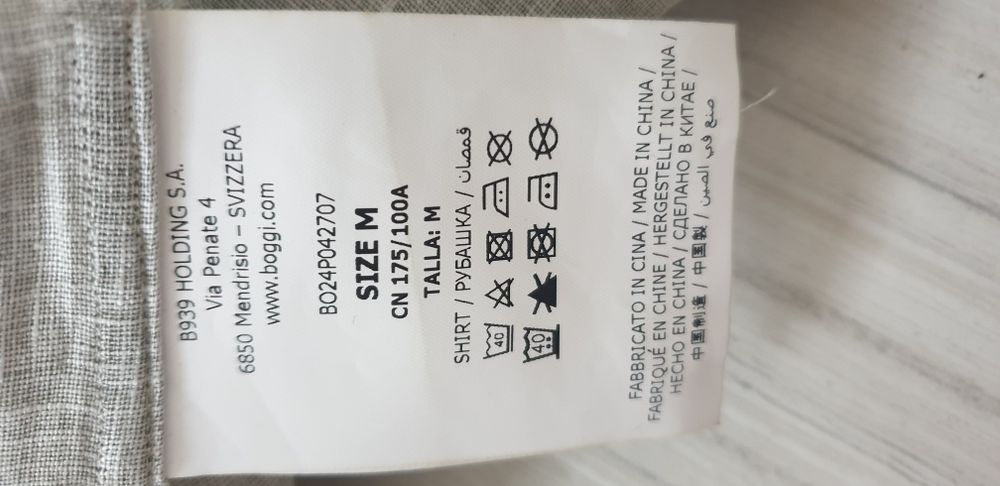 B939 HOLDING S.A.
Via Penate 4
6850 Mendrisio – SVIZZERA
www.boggi.com
BO24P042707
SIZE M
CN 175/100A
TALLA: M
SHIRT / РУБАШКА / قمصان
40
40
FABBRICATO IN CINA / MADE IN CHINA /
FABRIQUÉ EN CHINE / HERGESTELLT IN CHINA /
HECHO EN CHINA / СДЕЛАНО В КИТАЕ /
中国制造 / 中国製 / صنع في الصين